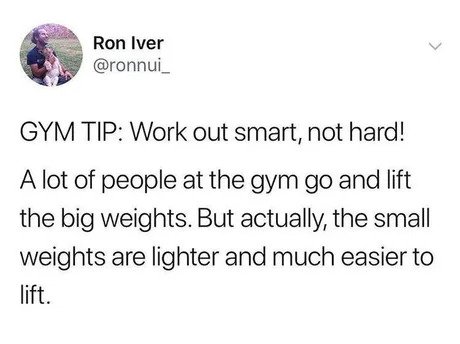 Ron Iver
@ronnui_
GYM TIP: Work out smart, not hard!
A lot of people at the gym go and lift
the big weights. But actually, the small
weights are lighter and much easier to
lift.